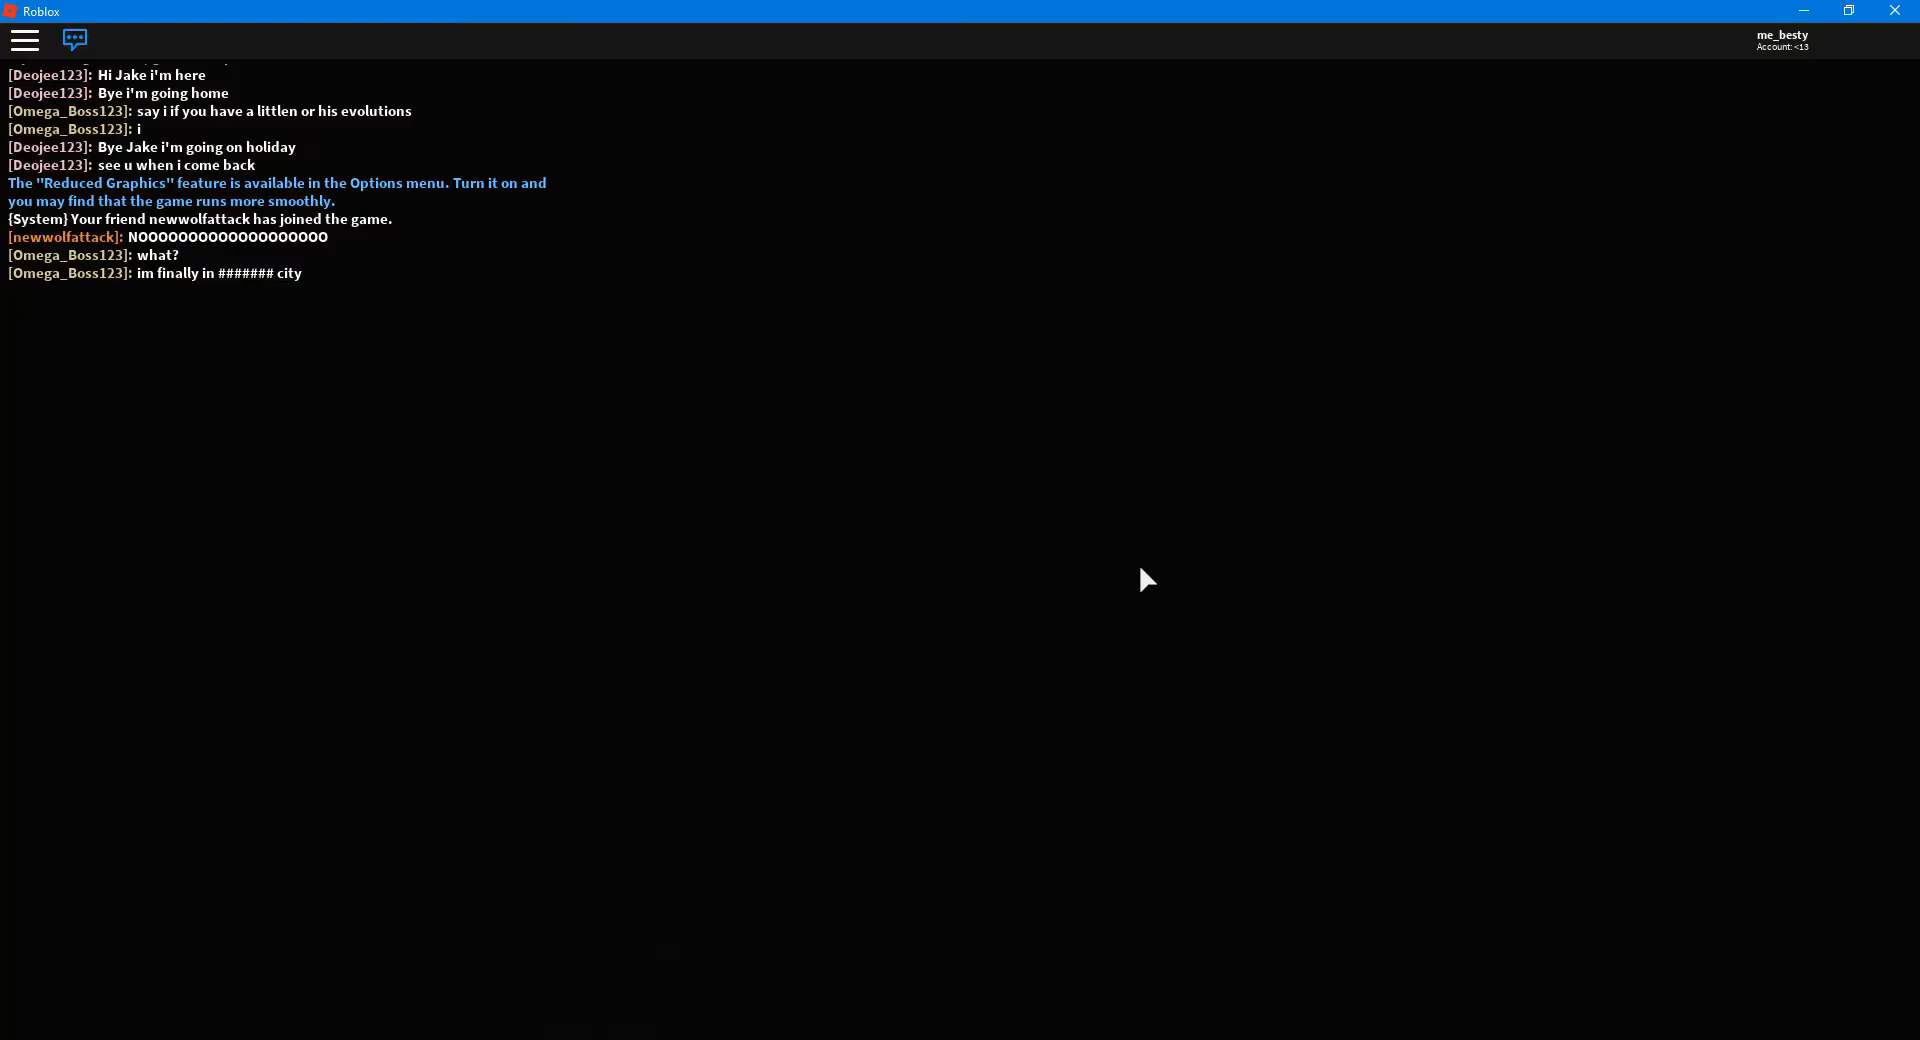 Roblox
me_besty
Account: <13
[Deojee123]: Hi Jake i'm here
[Deojee123]: Bye i'm going home
[Omega_Boss123]: say i if you have a littlen or his evolutions
[Omega_Boss123]: i
[Deojee123]: Bye Jake i'm going on holiday
[Deojee123]: see u when i come back
The "Reduced Graphics" feature is available in the Options menu. Turn it on and
you may find that the game runs more smoothly.
{System} Your friend newwolfattack has joined the game.
[newwolfattack]: NOOOOOOOOOOOOOOOOOOO
[Omega_Boss123]: what?
[Omega_Boss123]: im finally in ####### city